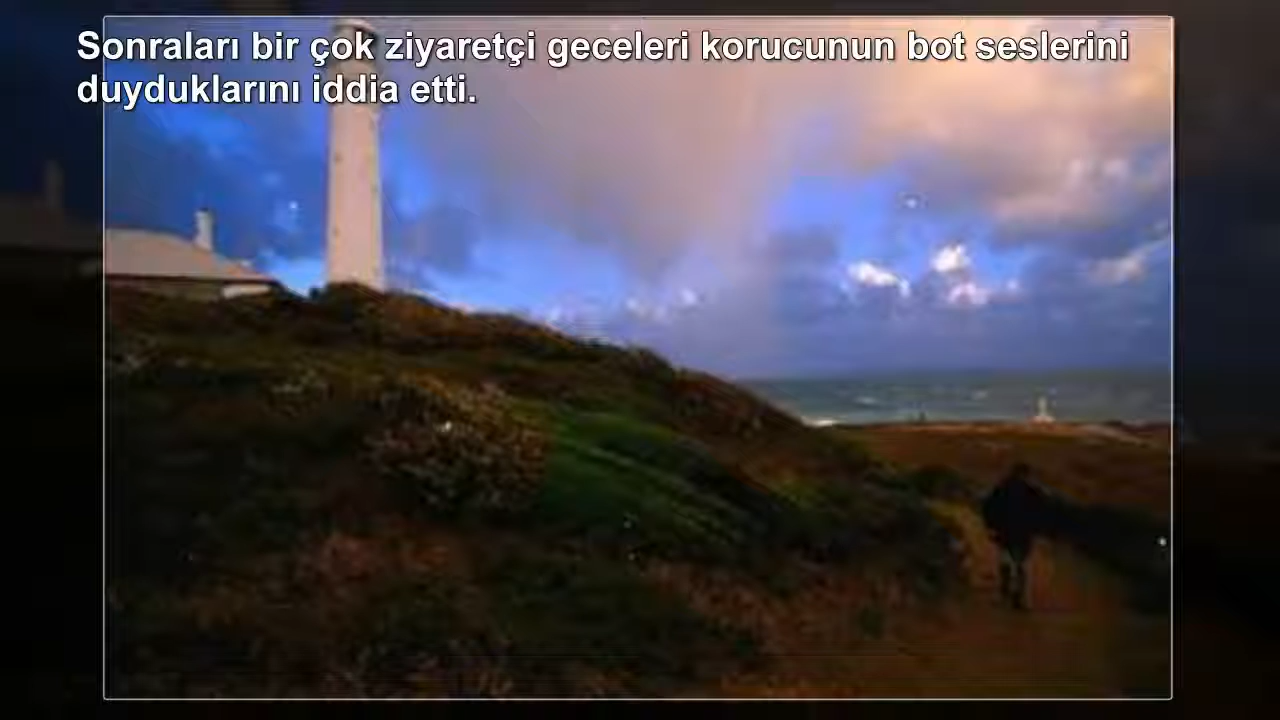 Sonraları bir çok ziyaretçi geceleri korucunun bot seslerini
duyduklarını iddia etti.